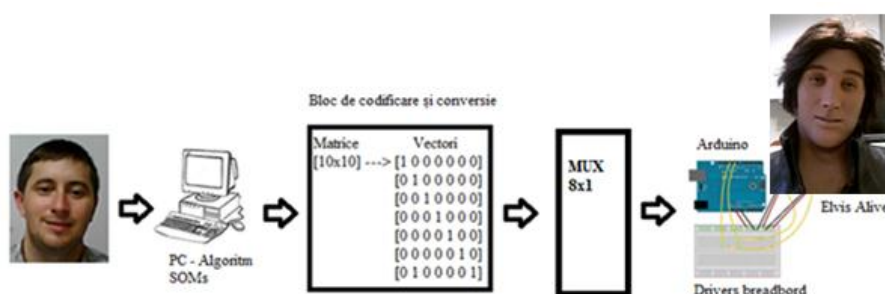 Bloc de codificare și conversie
Matrice Vectori
[10x10] ---> [1 0 0 0 0 0 0]
[0 1 0 0 0 0 0]
[0 0 1 0 0 0 0]
[0 0 0 1 0 0 0]
[0 0 0 0 1 0 0]
[0 0 0 0 0 1 0]
[0 1 0 0 0 0 1]
PC - Algoritm
SOMs
MUX
8x1
Arduino
Elvis Alive
Drivers breadbord